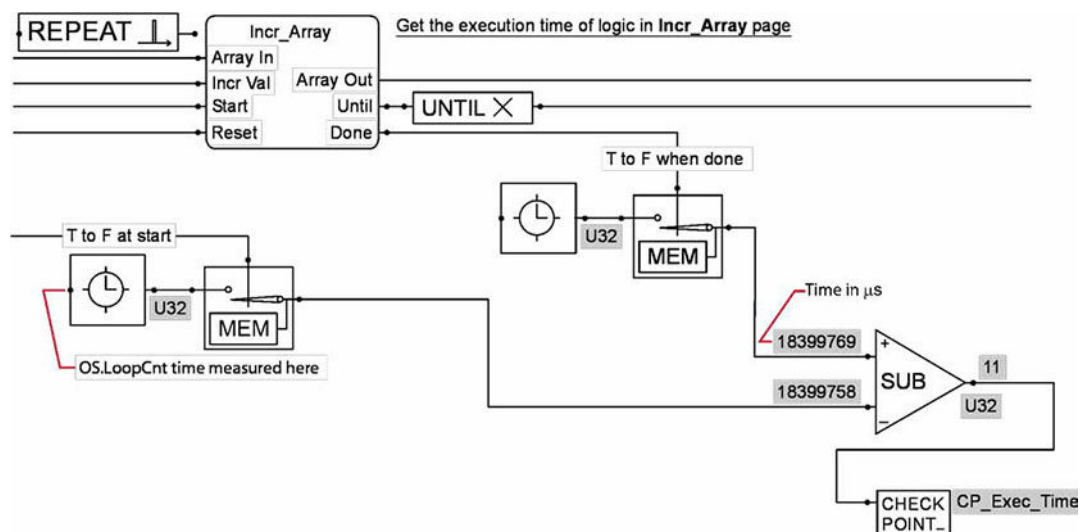 REPEAT
Incr_Array
Get the execution time of logic in Incr_Array page
Array In
Incr Val
Array Out
Start
Until
UNTIL
Reset
Done
T to F when done
U32
MEM
T to F at start
U32
MEM
OS.LoopCnt time measured here
Time in µs
18399769
+
SUB
11
18399758
–
U32
CHECK
POINT_
CP_Exec_Time